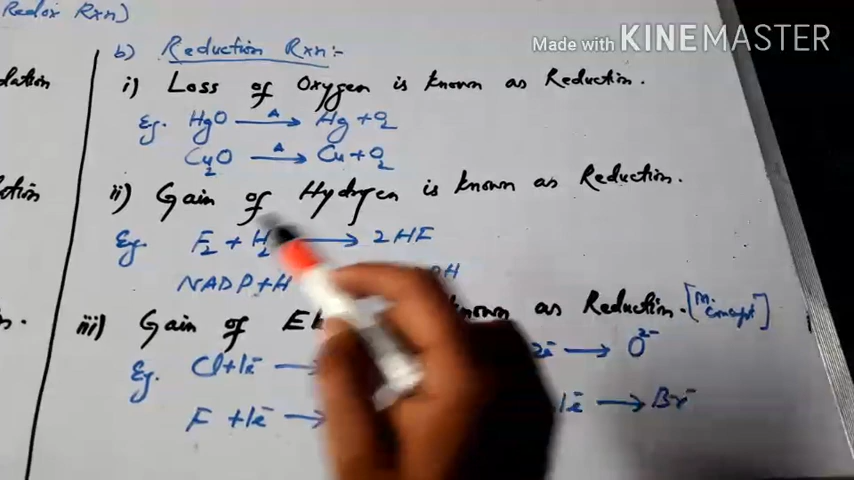 Redox Rxn)
Made with KINEMASTER
b) Reduction Rxn:-
i) Loss of Oxygen is known as Reduction.
Eg. HgO —Δ→ Hg + O₂
Cu₂O —Δ→ Cu + O₂
ii) Gain of Hydrogen is known as Reduction.
Eg. F₂ + H₂ → 2HF
NADP + H
iii) Gain of El known as Reduction. [M. Concept]
Eg. Cl + 1e⁻ → 2e⁻ → O²⁻
F + 1e⁻ → 1e⁻ → Br⁻